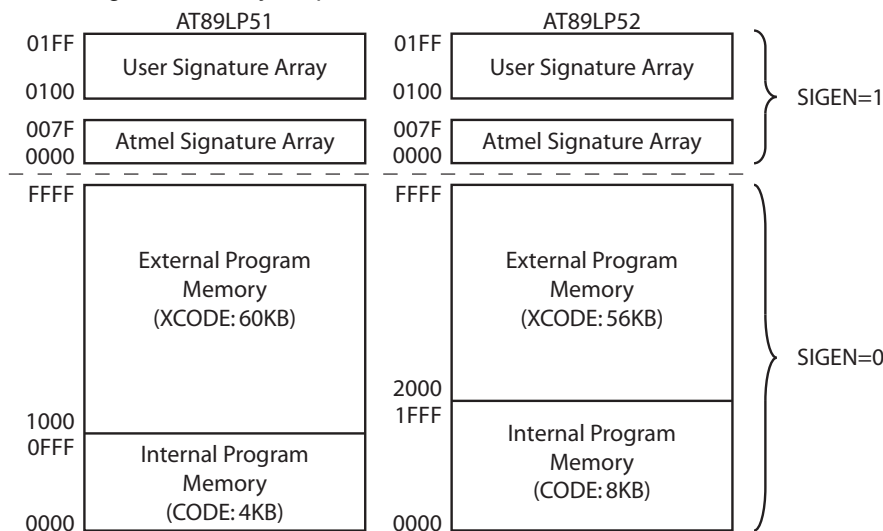 AT89LP51
AT89LP52
01FF
User Signature Array
0100
007F
Atmel Signature Array
0000
01FF
User Signature Array
0100
007F
Atmel Signature Array
0000
SIGEN=1
FFFF
External Program
Memory
(XCODE: 60KB)
1000
0FFF
Internal Program
Memory
(CODE: 4KB)
0000
FFFF
External Program
Memory
(XCODE: 56KB)
2000
1FFF
Internal Program
Memory
(CODE: 8KB)
0000
SIGEN=0